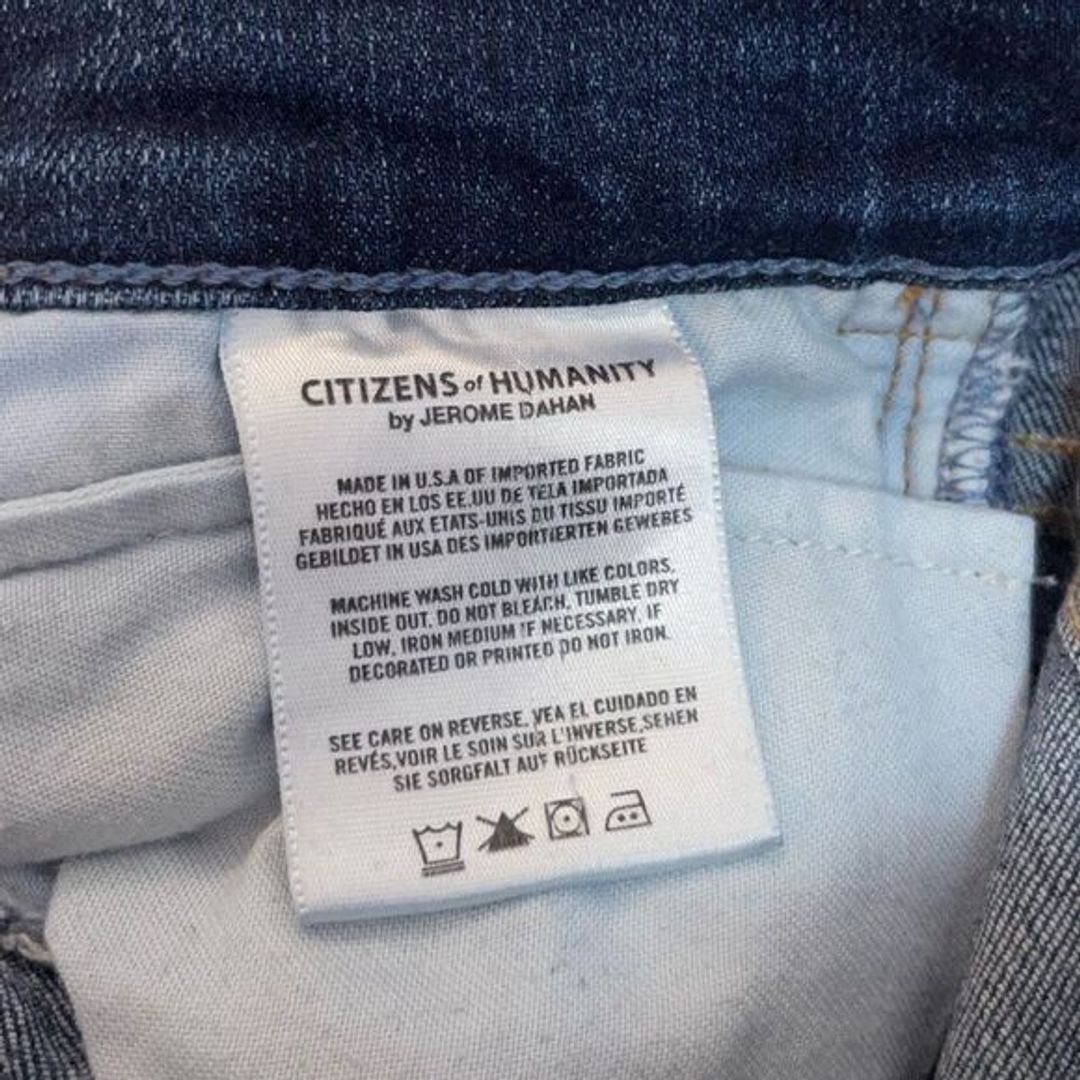 CITIZENS of HUMANITY
by JEROME DAHAN
MADE IN U.S.A OF IMPORTED FABRIC
HECHO EN LOS EE.UU DE TELA IMPORTADA
FABRIQUÉ AUX ETATS-UNIS DU TISSU IMPORTÉ
GEBILDET IN USA DES IMPORTIERTEN GEWEBES
MACHINE WASH COLD WITH LIKE COLORS,
INSIDE OUT, DO NOT BLEACH, TUMBLE DRY
LOW, IRON MEDIUM IF NECESSARY, IF
DECORATED OR PRINTED DO NOT IRON.
SEE CARE ON REVERSE, VEA EL CUIDADO EN
REVÉS,VOIR LE SOIN SUR L'INVERSE,SEHEN
SIE SORGFALT AUF RÜCKSEITE